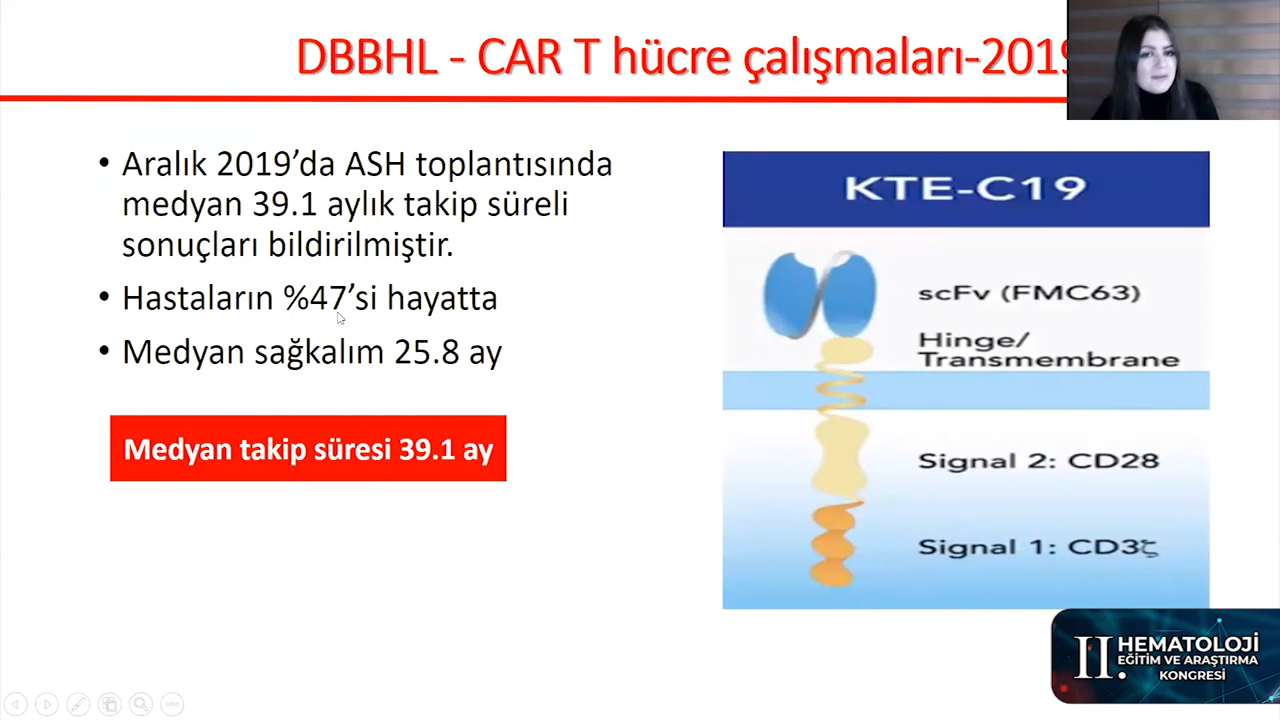 DBBHL - CAR T hücre çalışmaları-2019
• Aralık 2019’da ASH toplantısında
medyan 39.1 aylık takip süreli
sonuçları bildirilmiştir.
• Hastaların %47’si hayatta
• Medyan sağkalım 25.8 ay
Medyan takip süresi 39.1 ay
KTE-C19
scFv (FMC63)
Hinge/
Transmembrane
Signal 2: CD28
Signal 1: CD3ζ
II. HEMATOLOJİ
EĞİTİM VE ARAŞTIRMA
KONGRESİ